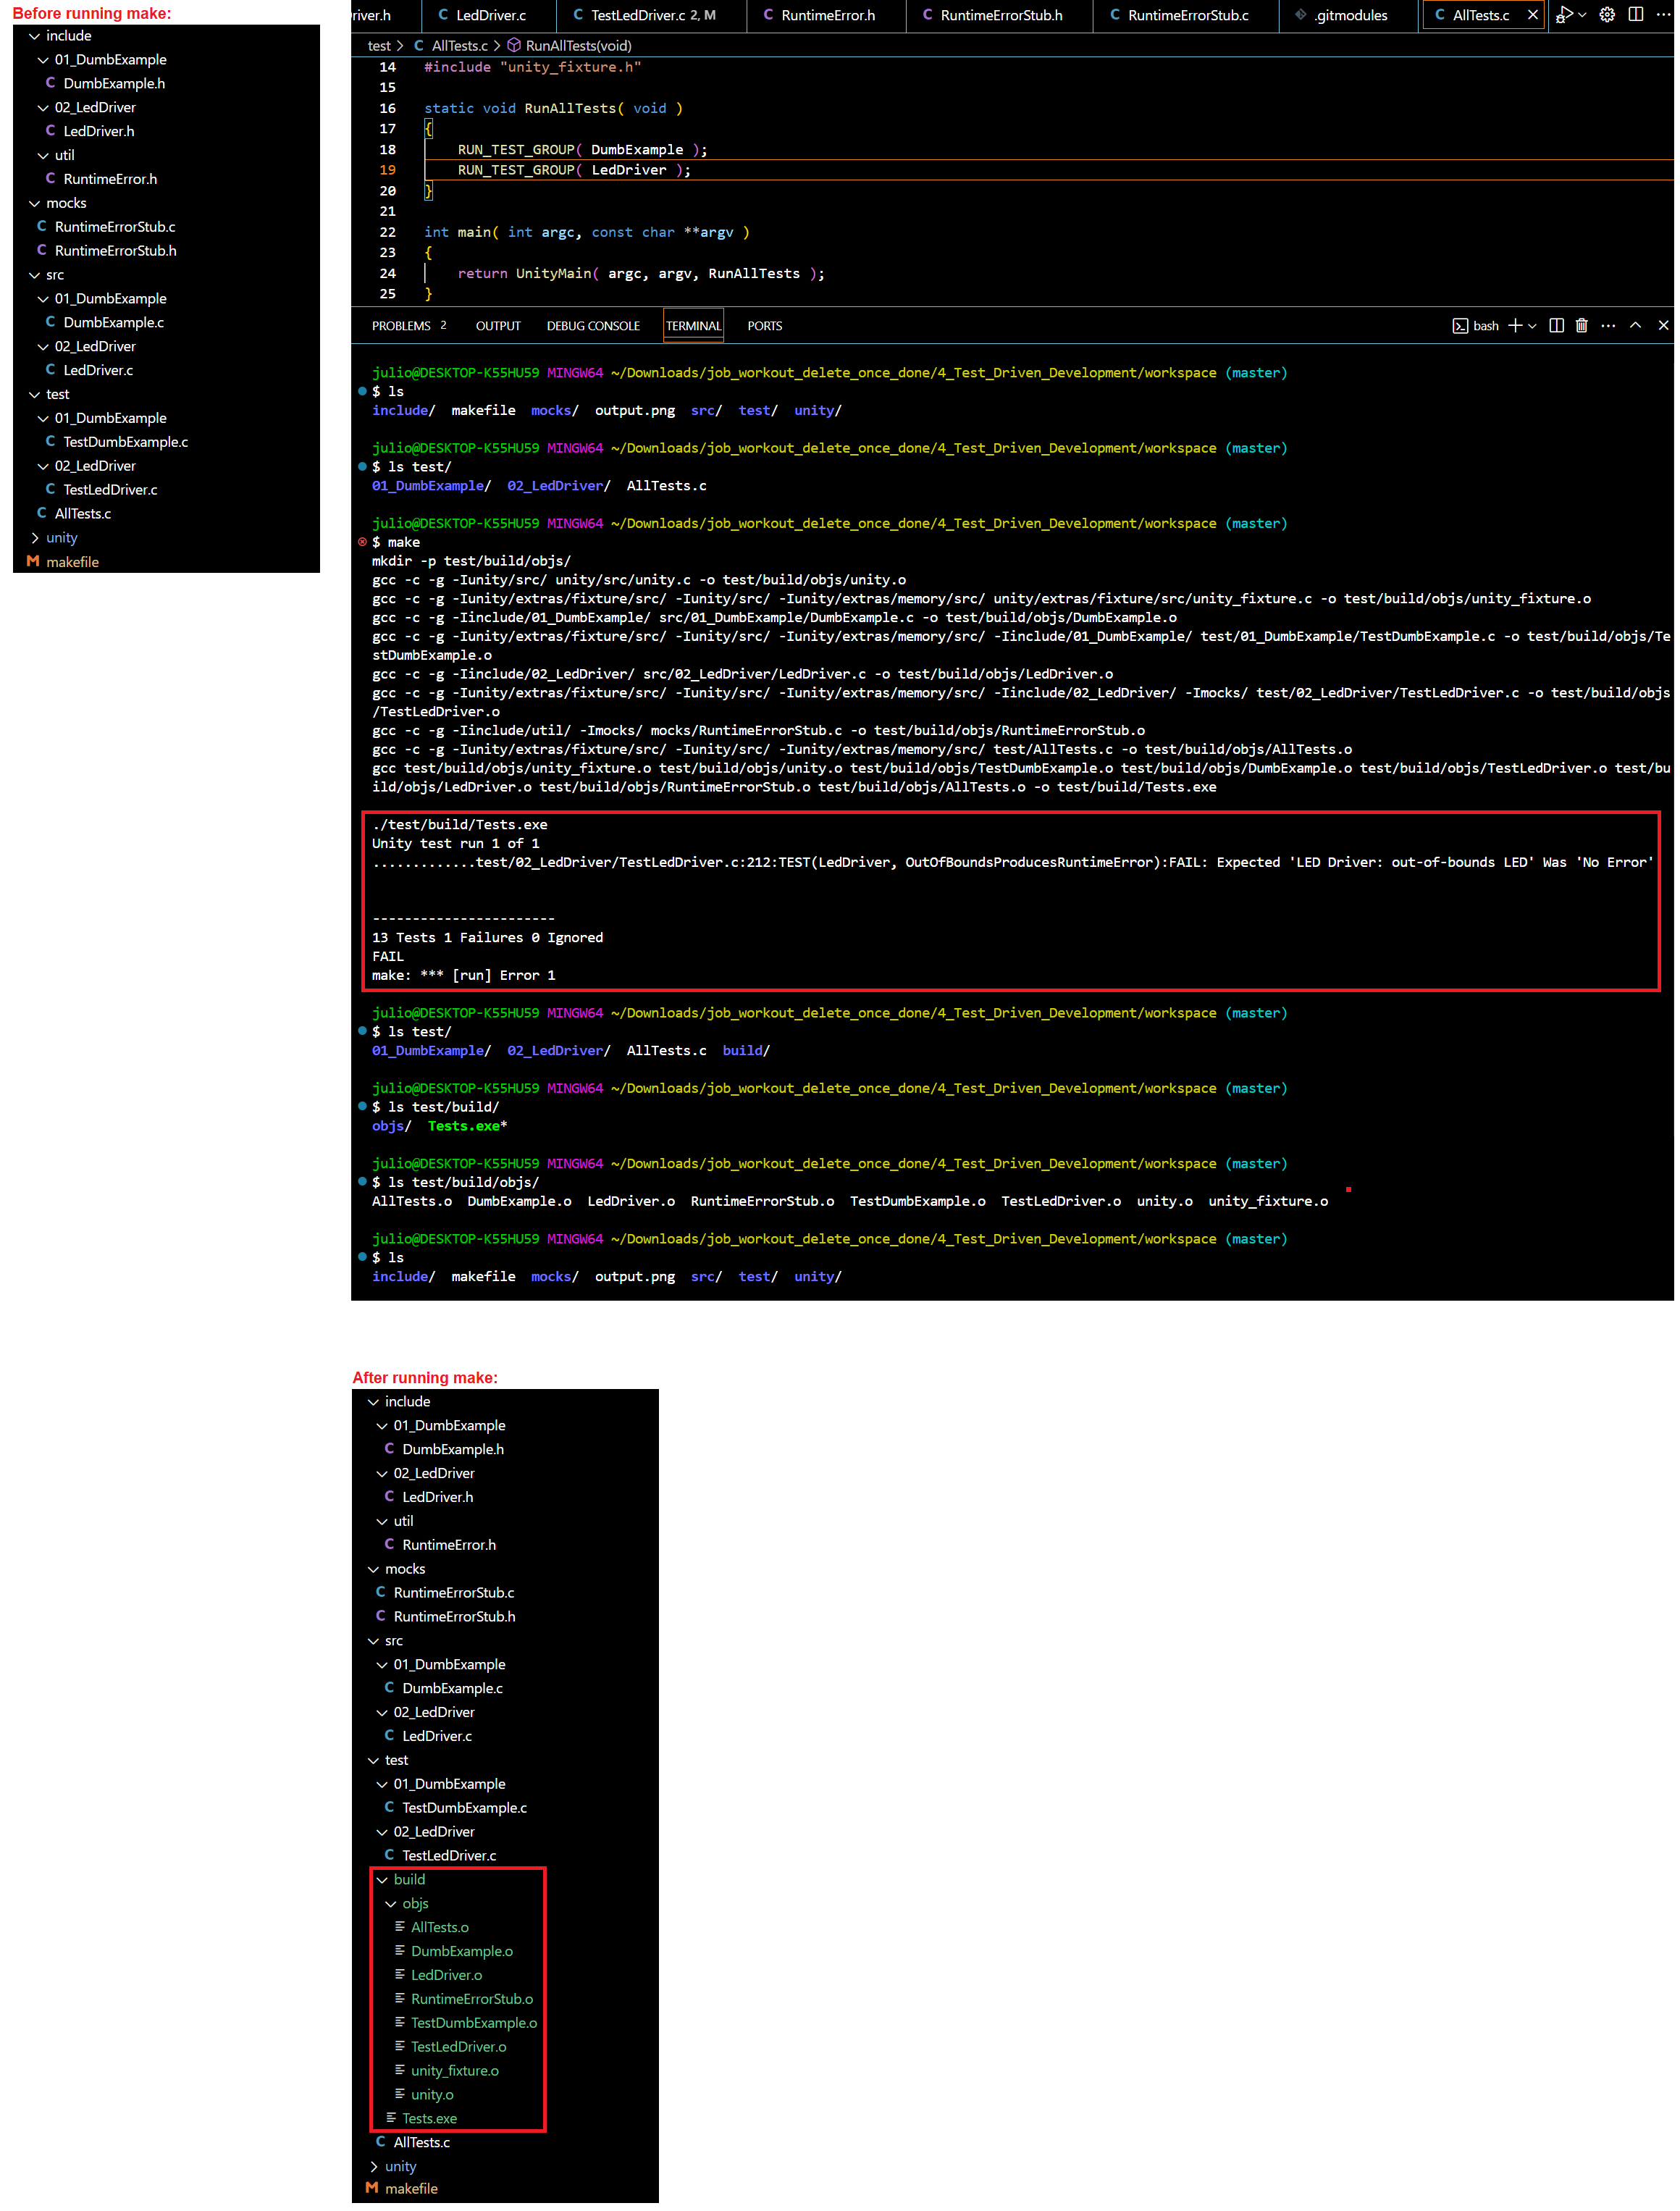 Before running make:
include
01_DumbExample
C DumbExample.h
02_LedDriver
C LedDriver.h
util
C RuntimeError.h
mocks
C RuntimeErrorStub.c
C RuntimeErrorStub.h
src
01_DumbExample
C DumbExample.c
02_LedDriver
C LedDriver.c
test
01_DumbExample
C TestDumbExample.c
02_LedDriver
C TestLedDriver.c
C AllTests.c
unity
M makefile
river.h C LedDriver.c C TestLedDriver.c 2, M C RuntimeError.h C RuntimeErrorStub.h C RuntimeErrorStub.c .gitmodules C AllTests.c
test > C AllTests.c > RunAllTests(void)
14 #include "unity_fixture.h"
15
16 static void RunAllTests( void )
17 {
18 RUN_TEST_GROUP( DumbExample );
19 RUN_TEST_GROUP( LedDriver );
20 }
21
22 int main( int argc, const char **argv )
23 {
24 return UnityMain( argc, argv, RunAllTests );
25 }
PROBLEMS 2 OUTPUT DEBUG CONSOLE TERMINAL PORTS bash
julio@DESKTOP-K55HU59 MINGW64 ~/Downloads/job_workout_delete_once_done/4_Test_Driven_Development/workspace (master)
$ ls
include/ makefile mocks/ output.png src/ test/ unity/
julio@DESKTOP-K55HU59 MINGW64 ~/Downloads/job_workout_delete_once_done/4_Test_Driven_Development/workspace (master)
$ ls test/
01_DumbExample/ 02_LedDriver/ AllTests.c
julio@DESKTOP-K55HU59 MINGW64 ~/Downloads/job_workout_delete_once_done/4_Test_Driven_Development/workspace (master)
$ make
mkdir -p test/build/objs/
gcc -c -g -Iunity/src/ unity/src/unity.c -o test/build/objs/unity.o
gcc -c -g -Iunity/extras/fixture/src/ -Iunity/src/ -Iunity/extras/memory/src/ unity/extras/fixture/src/unity_fixture.c -o test/build/objs/unity_fixture.o
gcc -c -g -Iinclude/01_DumbExample/ src/01_DumbExample/DumbExample.c -o test/build/objs/DumbExample.o
gcc -c -g -Iunity/extras/fixture/src/ -Iunity/src/ -Iunity/extras/memory/src/ -Iinclude/01_DumbExample/ test/01_DumbExample/TestDumbExample.c -o test/build/objs/Te
stDumbExample.o
gcc -c -g -Iinclude/02_LedDriver/ src/02_LedDriver/LedDriver.c -o test/build/objs/LedDriver.o
gcc -c -g -Iunity/extras/fixture/src/ -Iunity/src/ -Iunity/extras/memory/src/ -Iinclude/02_LedDriver/ -Imocks/ test/02_LedDriver/TestLedDriver.c -o test/build/objs
/TestLedDriver.o
gcc -c -g -Iinclude/util/ -Imocks/ mocks/RuntimeErrorStub.c -o test/build/objs/RuntimeErrorStub.o
gcc -c -g -Iunity/extras/fixture/src/ -Iunity/src/ -Iunity/extras/memory/src/ test/AllTests.c -o test/build/objs/AllTests.o
gcc test/build/objs/unity_fixture.o test/build/objs/unity.o test/build/objs/TestDumbExample.o test/build/objs/DumbExample.o test/build/objs/TestLedDriver.o test/bu
ild/objs/LedDriver.o test/build/objs/RuntimeErrorStub.o test/build/objs/AllTests.o -o test/build/Tests.exe
./test/build/Tests.exe
Unity test run 1 of 1
.............test/02_LedDriver/TestLedDriver.c:212:TEST(LedDriver, OutOfBoundsProducesRuntimeError):FAIL: Expected 'LED Driver: out-of-bounds LED' Was 'No Error'
-----------------------
13 Tests 1 Failures 0 Ignored
FAIL
make: *** [run] Error 1
julio@DESKTOP-K55HU59 MINGW64 ~/Downloads/job_workout_delete_once_done/4_Test_Driven_Development/workspace (master)
$ ls test/
01_DumbExample/ 02_LedDriver/ AllTests.c build/
julio@DESKTOP-K55HU59 MINGW64 ~/Downloads/job_workout_delete_once_done/4_Test_Driven_Development/workspace (master)
$ ls test/build/
objs/ Tests.exe*
julio@DESKTOP-K55HU59 MINGW64 ~/Downloads/job_workout_delete_once_done/4_Test_Driven_Development/workspace (master)
$ ls test/build/objs/
AllTests.o DumbExample.o LedDriver.o RuntimeErrorStub.o TestDumbExample.o TestLedDriver.o unity.o unity_fixture.o
julio@DESKTOP-K55HU59 MINGW64 ~/Downloads/job_workout_delete_once_done/4_Test_Driven_Development/workspace (master)
$ ls
include/ makefile mocks/ output.png src/ test/ unity/
After running make:
include
01_DumbExample
C DumbExample.h
02_LedDriver
C LedDriver.h
util
C RuntimeError.h
mocks
C RuntimeErrorStub.c
C RuntimeErrorStub.h
src
01_DumbExample
C DumbExample.c
02_LedDriver
C LedDriver.c
test
01_DumbExample
C TestDumbExample.c
02_LedDriver
C TestLedDriver.c
build
objs
AllTests.o
DumbExample.o
LedDriver.o
RuntimeErrorStub.o
TestDumbExample.o
TestLedDriver.o
unity_fixture.o
unity.o
Tests.exe
C AllTests.c
unity
M makefile